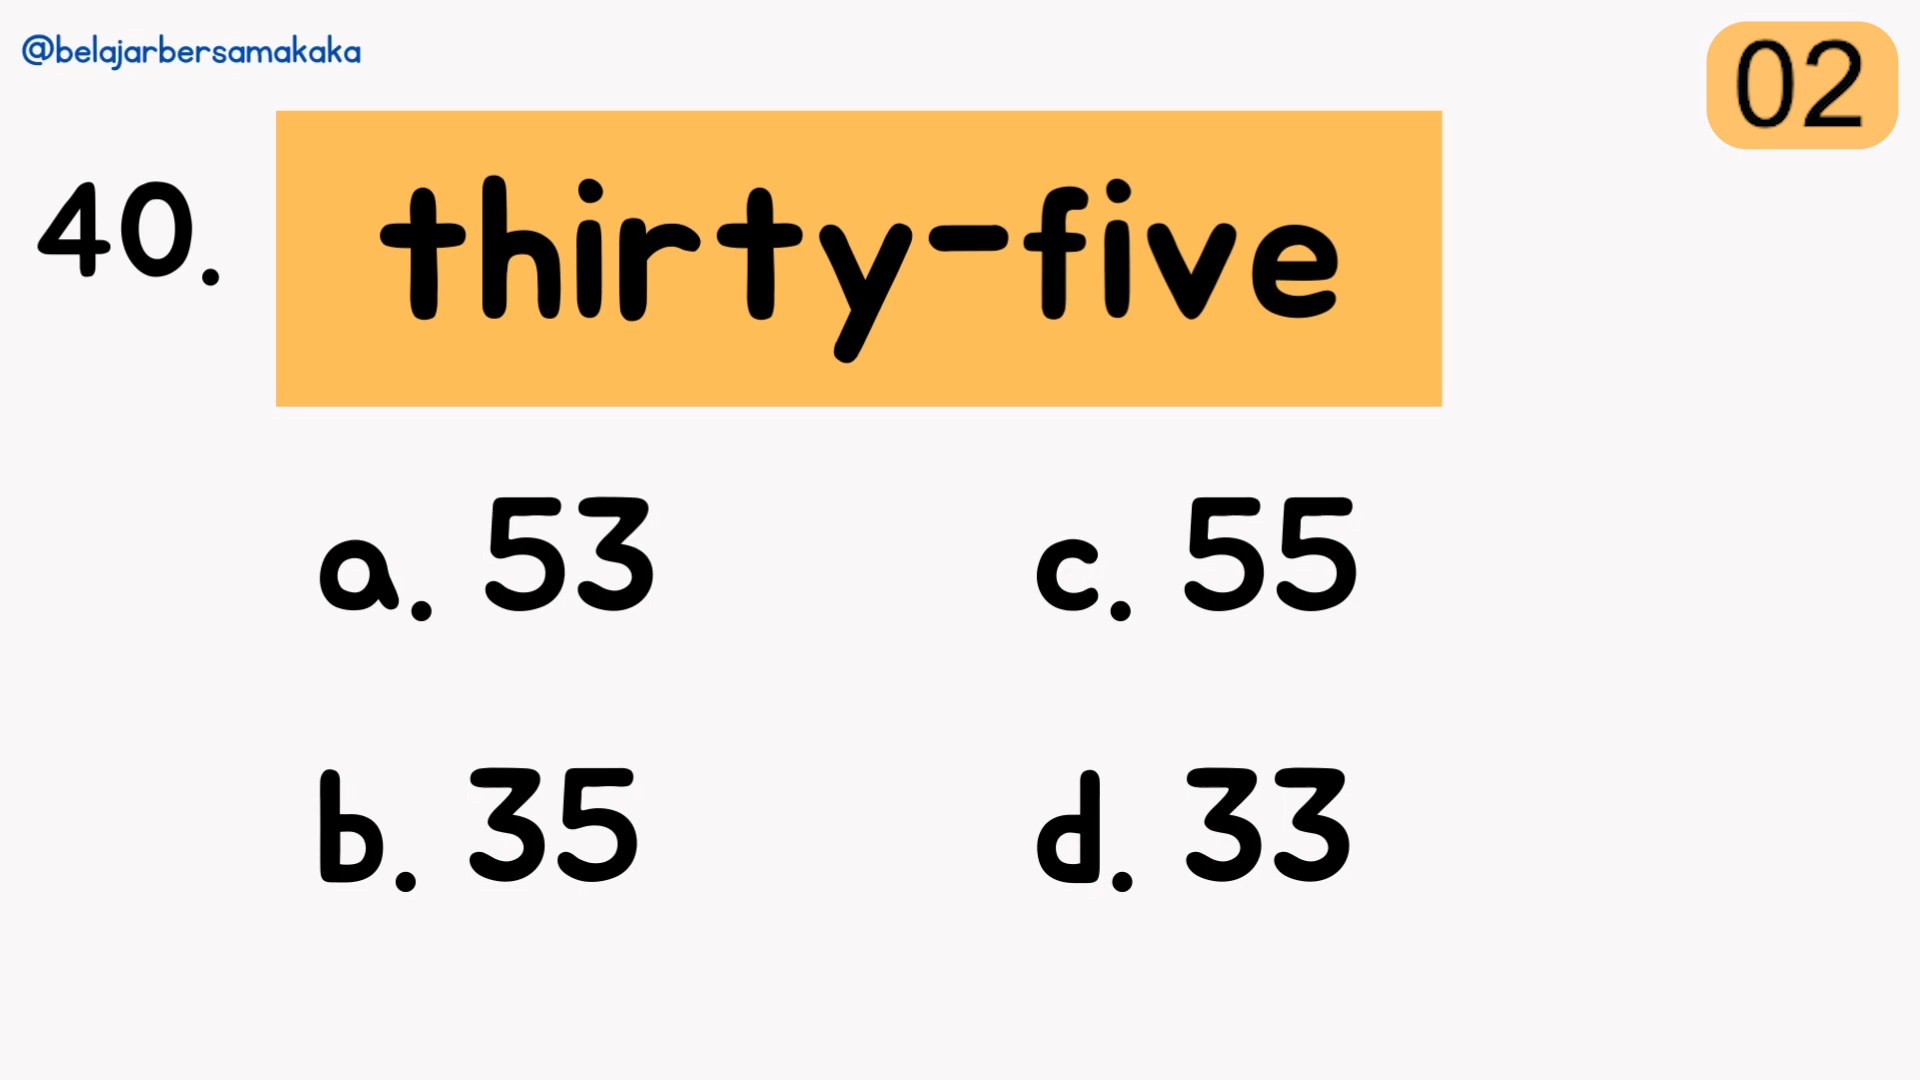 @belajarbersamakaka
02
40. thirty-five
a. 53
c. 55
b. 35
d. 33